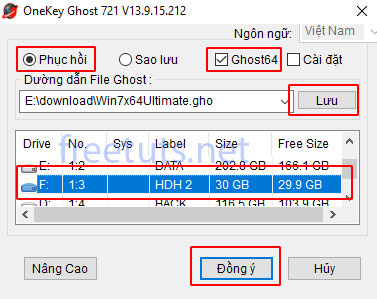 OneKey Ghost 721 V13.9.15.212
Ngôn ngữ: Việt Nam
Phục hồi Sao lưu Ghost64 Cài đặt
Dường dẫn File Ghost :
E:\download\Win7x64Ultimate.gho Lưu
Drive No. Sys Label Size Free Size
E: 1:2 DATA 202.8 GB 166.1 GB
F: 1:3 HDH 2 30 GB 29.9 GB
D: 1:4 HACK 116.5 GB 103.9 GB
freetuts.net
Nâng Cao Đồng ý Hủy